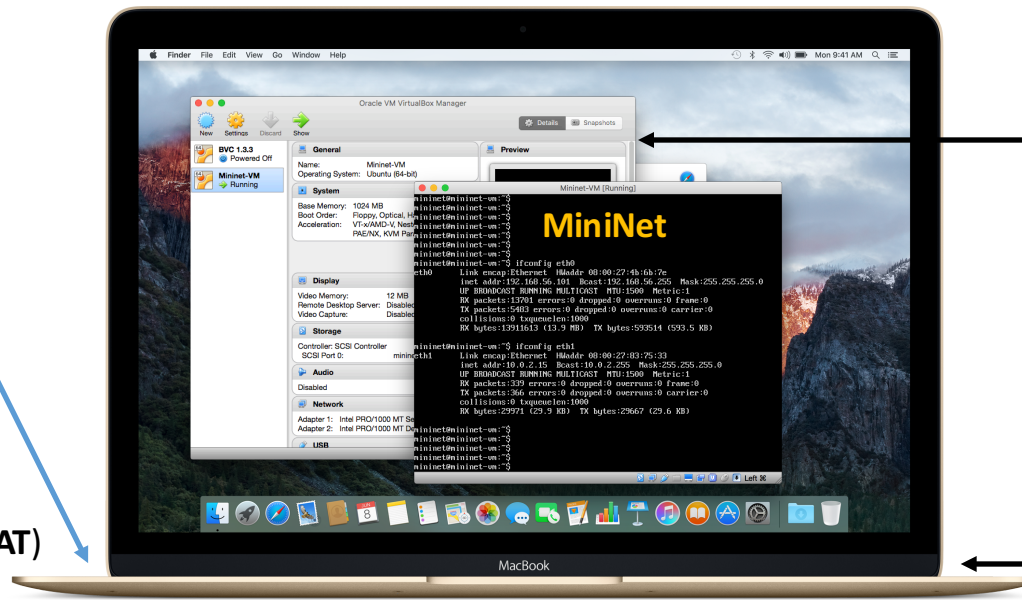 Finder File Edit View Go Window Help Mon 9:41 AM
Oracle VM VirtualBox Manager
New Settings Discard Show Details Snapshots
BVC 1.3.3
Powered Off
Mininet-VM
Running
General
Name: Mininet-VM
Operating System: Ubuntu (64-bit)
Preview
System
Base Memory: 1024 MB
Boot Order: Floppy, Optical, H
Acceleration: VT-x/AMD-V, Nest
PAE/NX, KVM Par
Display
Video Memory: 12 MB
Remote Desktop Server: Disabled
Video Capture: Disabled
Storage
Controller: SCSI Controller
SCSI Port 0: minin
Audio
Disabled
Network
Adapter 1: Intel PRO/1000 MT Se
Adapter 2: Intel PRO/1000 MT De
USB
Mininet-VM [Running]
MiniNet
mininet@mininet-vm:~$
mininet@mininet-vm:~$
mininet@mininet-vm:~$
mininet@mininet-vm:~$
mininet@mininet-vm:~$
mininet@mininet-vm:~$
mininet@mininet-vm:~$
mininet@mininet-vm:~$ ifconfig eth0
eth0 Link encap:Ethernet HWaddr 08:00:27:4b:6b:7e
inet addr:192.168.56.101 Bcast:192.168.56.255 Mask:255.255.255.0
UP BROADCAST RUNNING MULTICAST MTU:1500 Metric:1
RX packets:13701 errors:0 dropped:0 overruns:0 frame:0
TX packets:5403 errors:0 dropped:0 overruns:0 carrier:0
collisions:0 txqueuelen:1000
RX bytes:13911613 (13.9 MB) TX bytes:593514 (593.5 KB)
mininet@mininet-vm:~$ ifconfig eth1
eth1 Link encap:Ethernet HWaddr 08:00:27:83:75:33
inet addr:10.0.2.15 Bcast:10.0.2.255 Mask:255.255.255.0
UP BROADCAST RUNNING MULTICAST MTU:1500 Metric:1
RX packets:339 errors:0 dropped:0 overruns:0 frame:0
TX packets:366 errors:0 dropped:0 overruns:0 carrier:0
collisions:0 txqueuelen:1000
RX bytes:29971 (29.9 KB) TX bytes:29667 (29.6 KB)
mininet@mininet-vm:~$
mininet@mininet-vm:~$
mininet@mininet-vm:~$
mininet@mininet-vm:~$
Left ⌘
JUN
8
AT)
MacBook